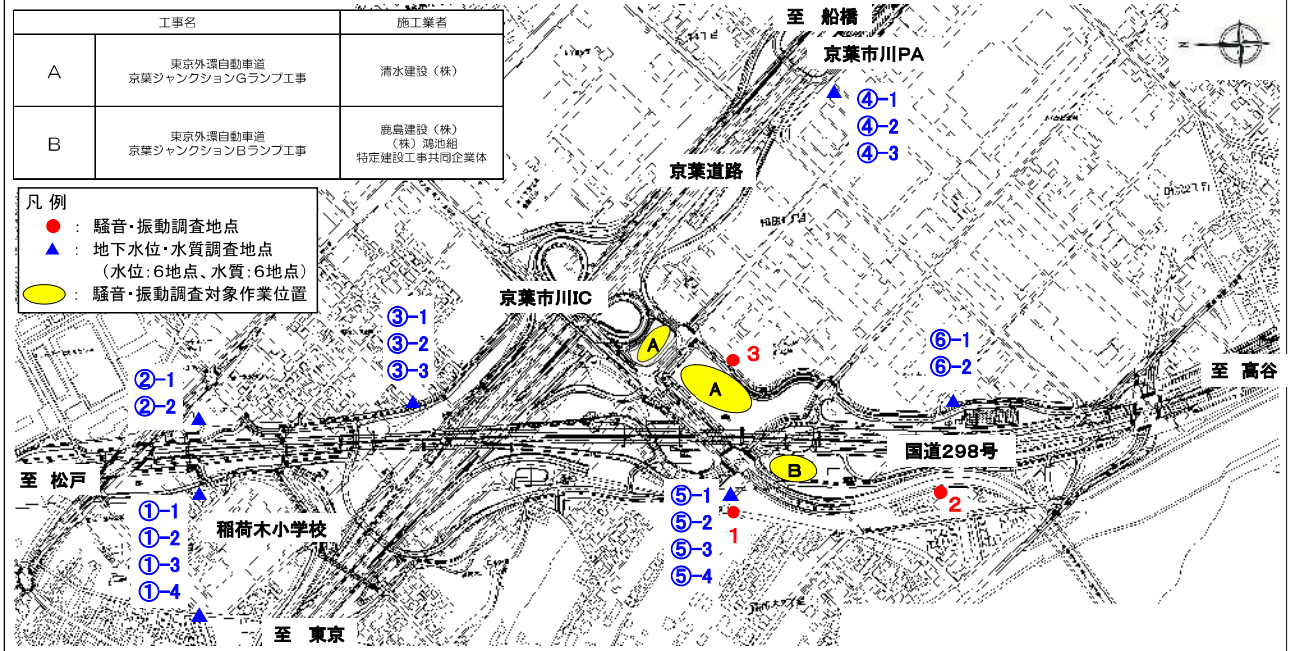 工事名 施工業者
A 東京外環自動車道
京葉ジャンクションGランプ工事 清水建設（株）
B 東京外環自動車道
京葉ジャンクションBランプ工事 鹿島建設（株）
（株）鴻池組
特定建設工事共同企業体
凡 例
： 騒音・振動調査地点
： 地下水位・水質調査地点
（水位：6地点、水質：6地点）
： 騒音・振動調査対象作業位置
至 船橋
京葉市川PA
N
④-1
④-2
④-3
京葉道路
京葉市川IC
③-1
③-2
③-3
A
3
A
⑥-1
⑥-2
至 高谷
②-1
②-2
国道298号
B
至 松戸
①-1
①-2
①-3
①-4
稲荷木小学校
⑤-1
⑤-2
⑤-3
⑤-4
1
2
至 東京